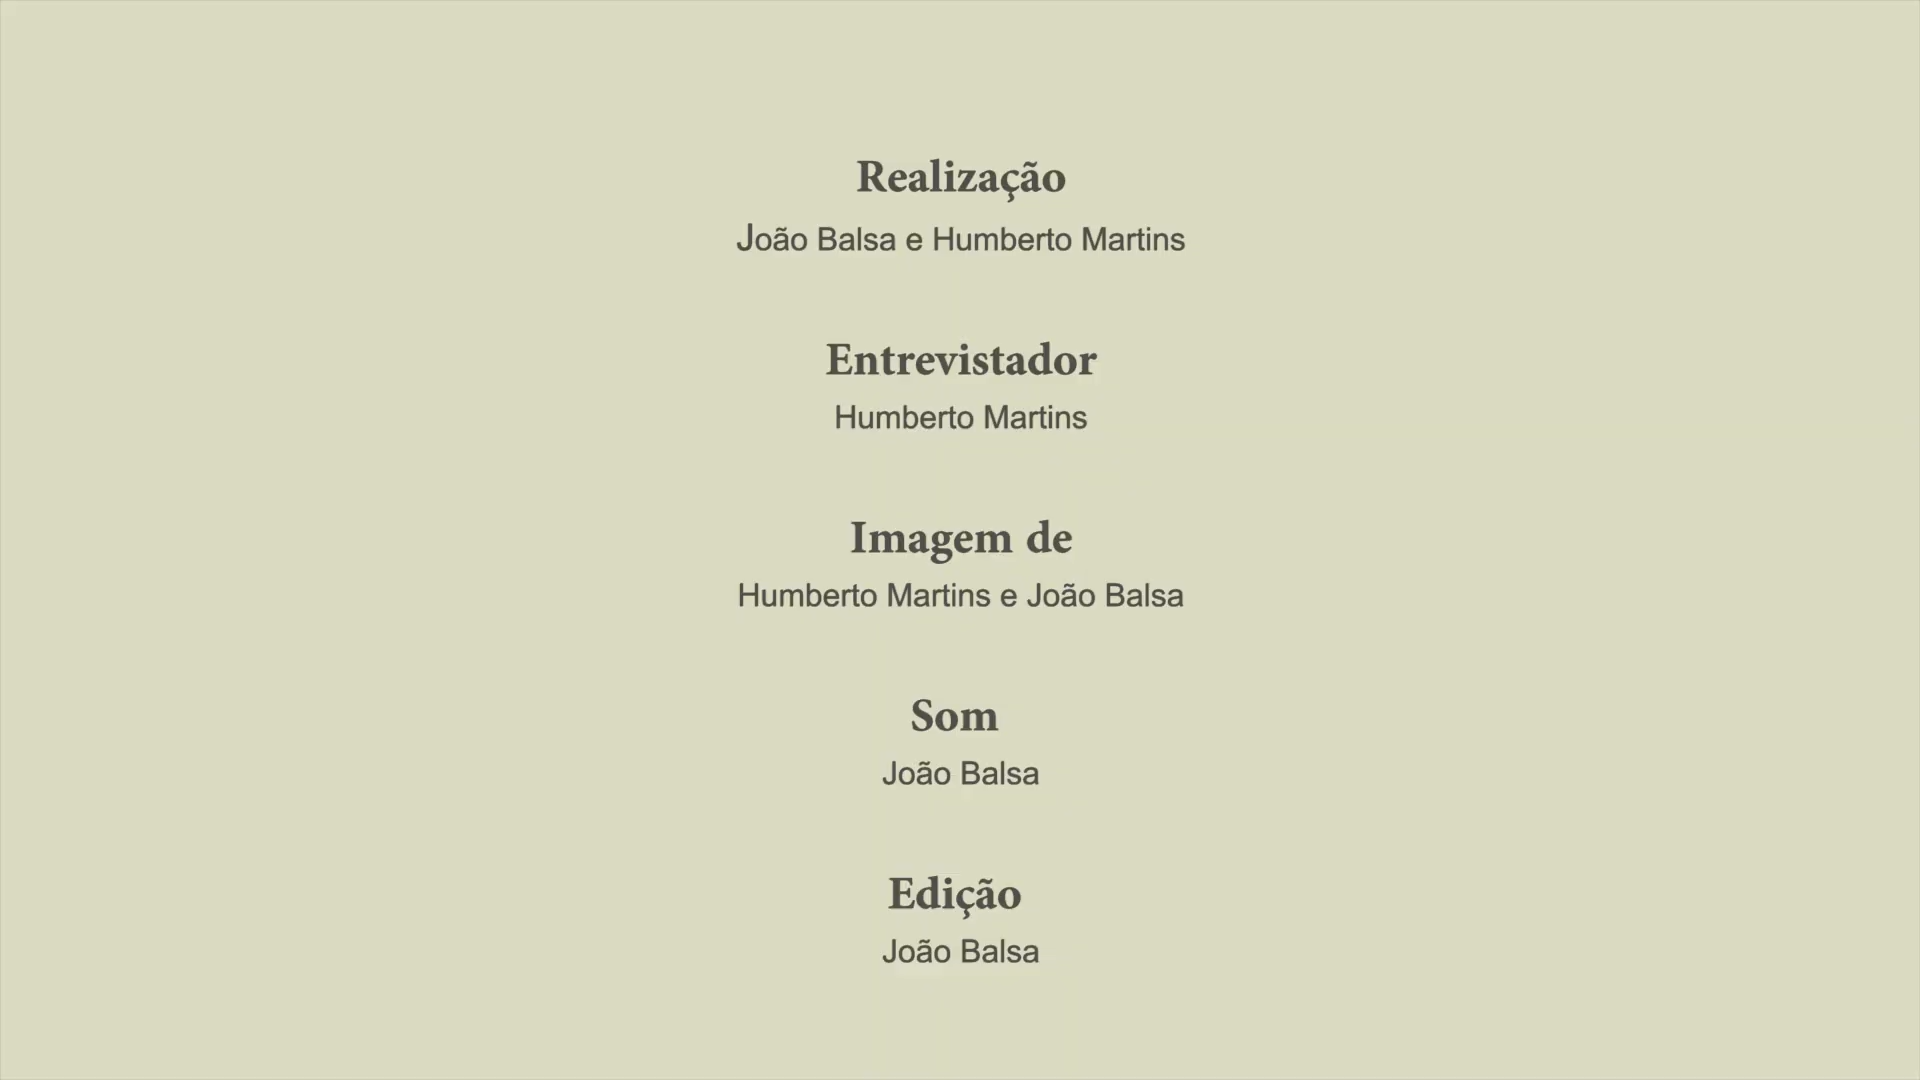 Realização
João Balsa e Humberto Martins
Entrevistador
Humberto Martins
Imagem de
Humberto Martins e João Balsa
Som
João Balsa
Edição
João Balsa